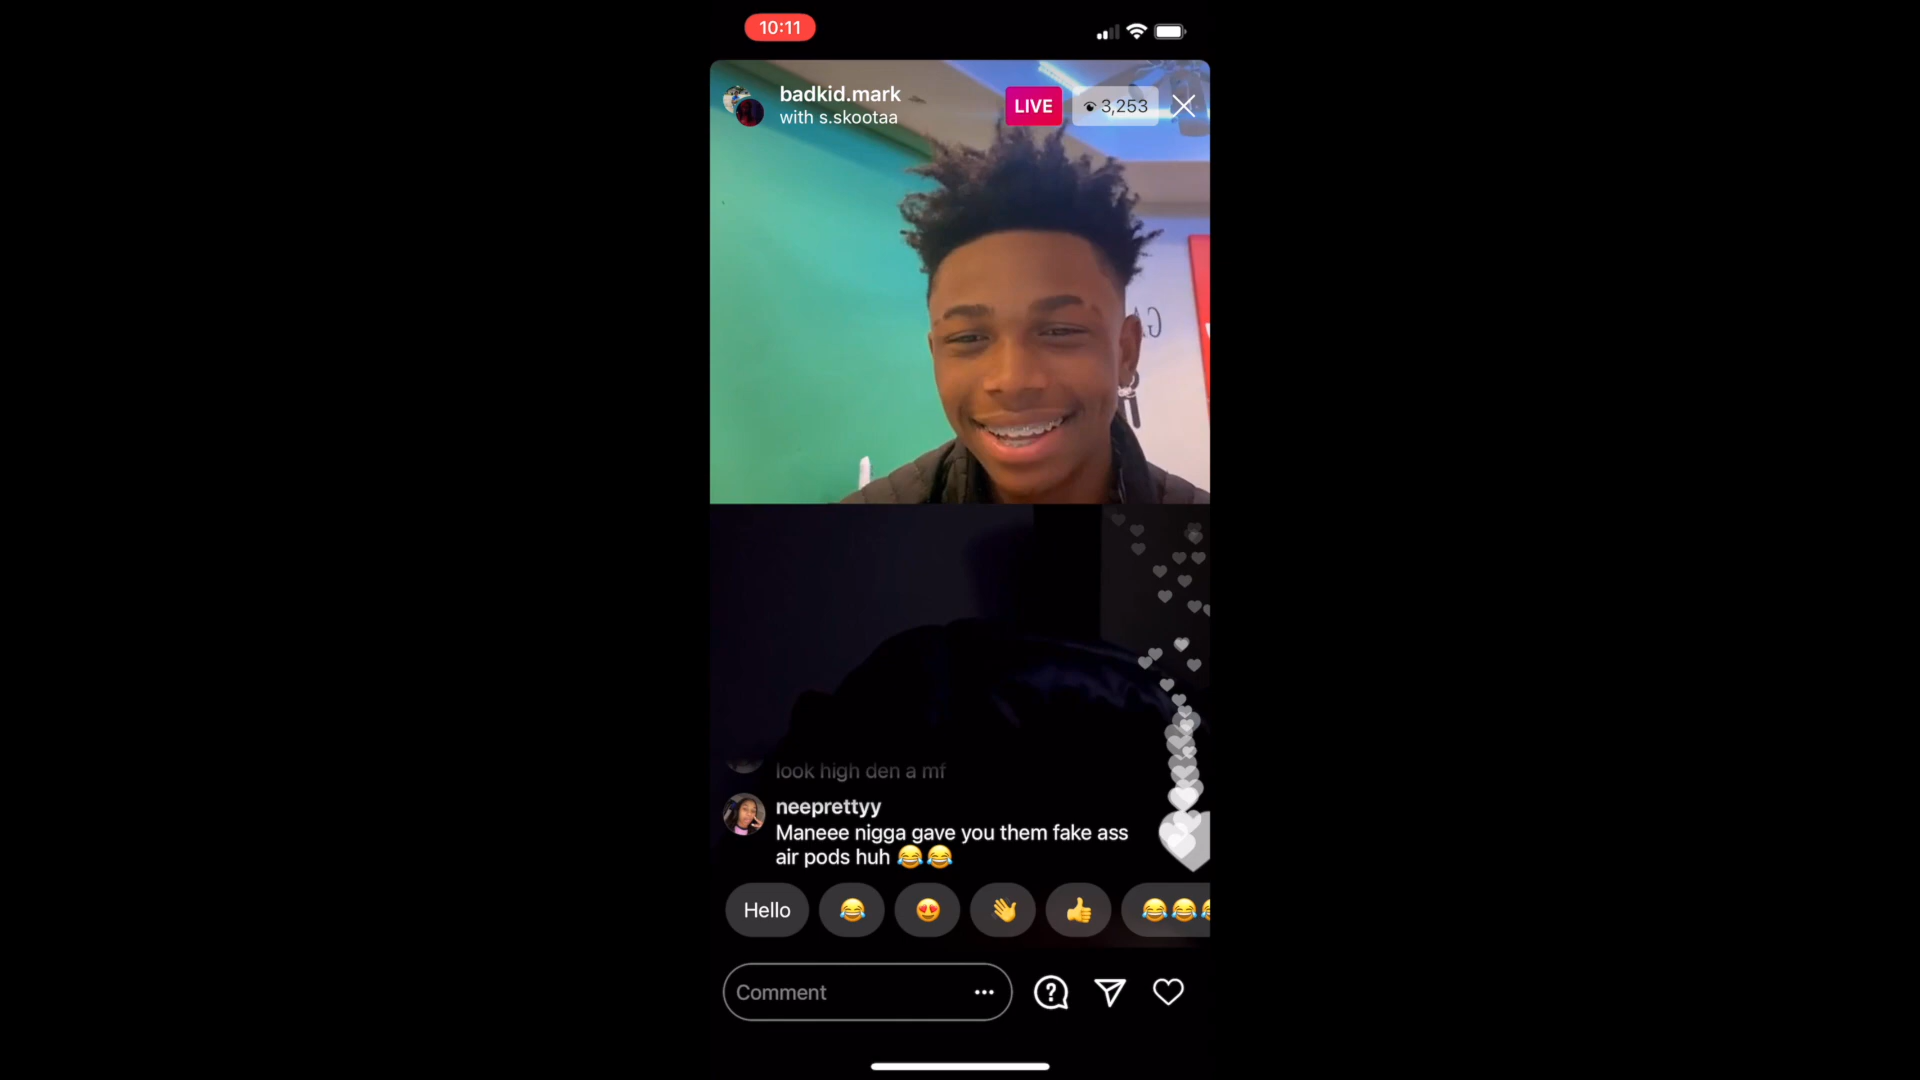 10:11
badkid.mark
with s.skootaa
LIVE
3,253
GA
look high den a mf
neeprettyy
Maneee nigga gave you them fake ass
air pods huh 😂😂
Hello
😂
😍
👋
👍
😂😂
Comment